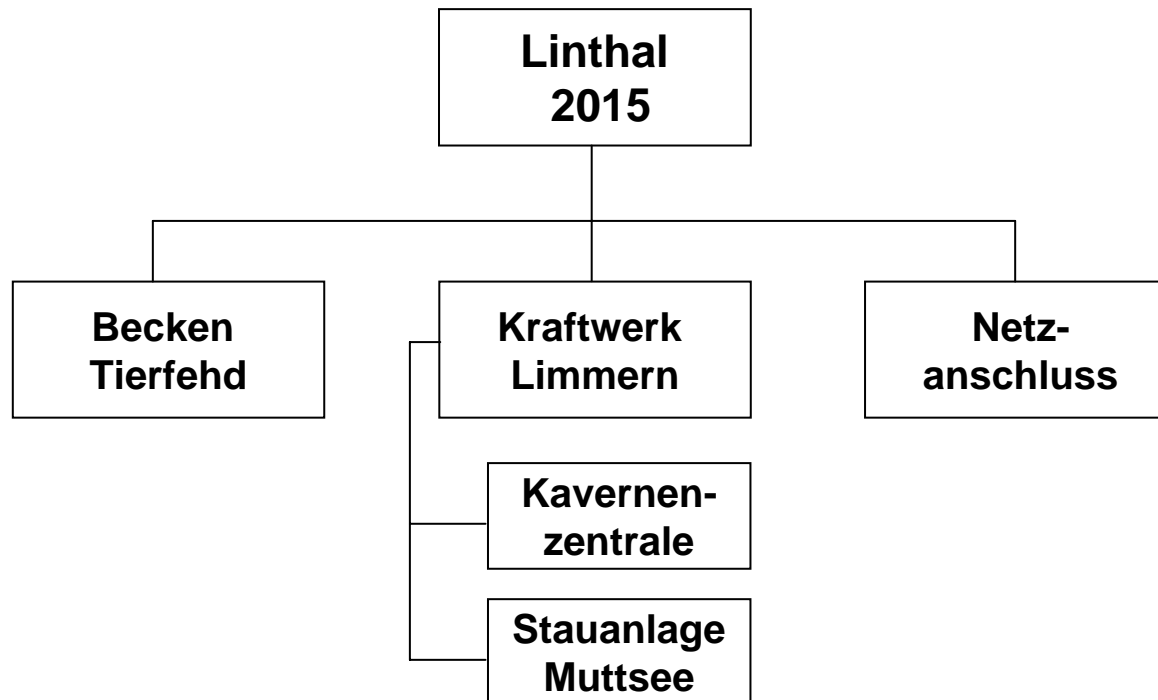 Linthal
2015
Becken
Tierfehd
Kraftwerk
Limmern
Netz-
anschluss
Kavernen-
zentrale
Stauanlage
Muttsee